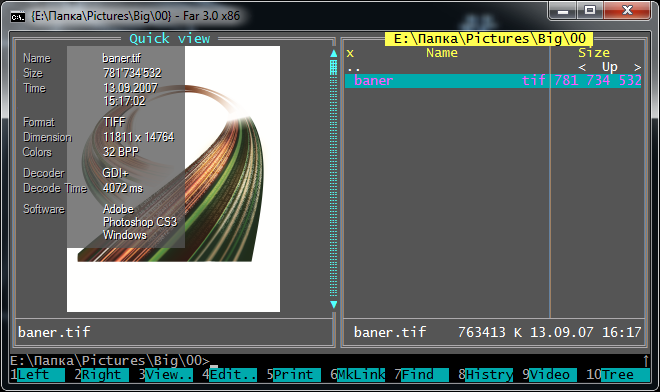 {E:\Папка\Pictures\Big\00} - Far 3.0 x86
Quick view
Name baner.tif
Size 781'734'532
Time 13.09.2007
15:17:02
Format TIFF
Dimension 11811 x 14764
Colors 32 BPP
Decoder GDI+
Decode Time 4072 ms
Software Adobe
Photoshop CS3
Windows
baner.tif
E:\Папка\Pictures\Big\00
x Name Size
.. < Up >
baner tif 781 734 532
baner.tif 763413 K 13.09.07 16:17
E:\Папка\Pictures\Big\00>
1Left 2Right 3View.. 4Edit.. 5Print 6MkLink 7Find 8Histry 9Video 10Tree